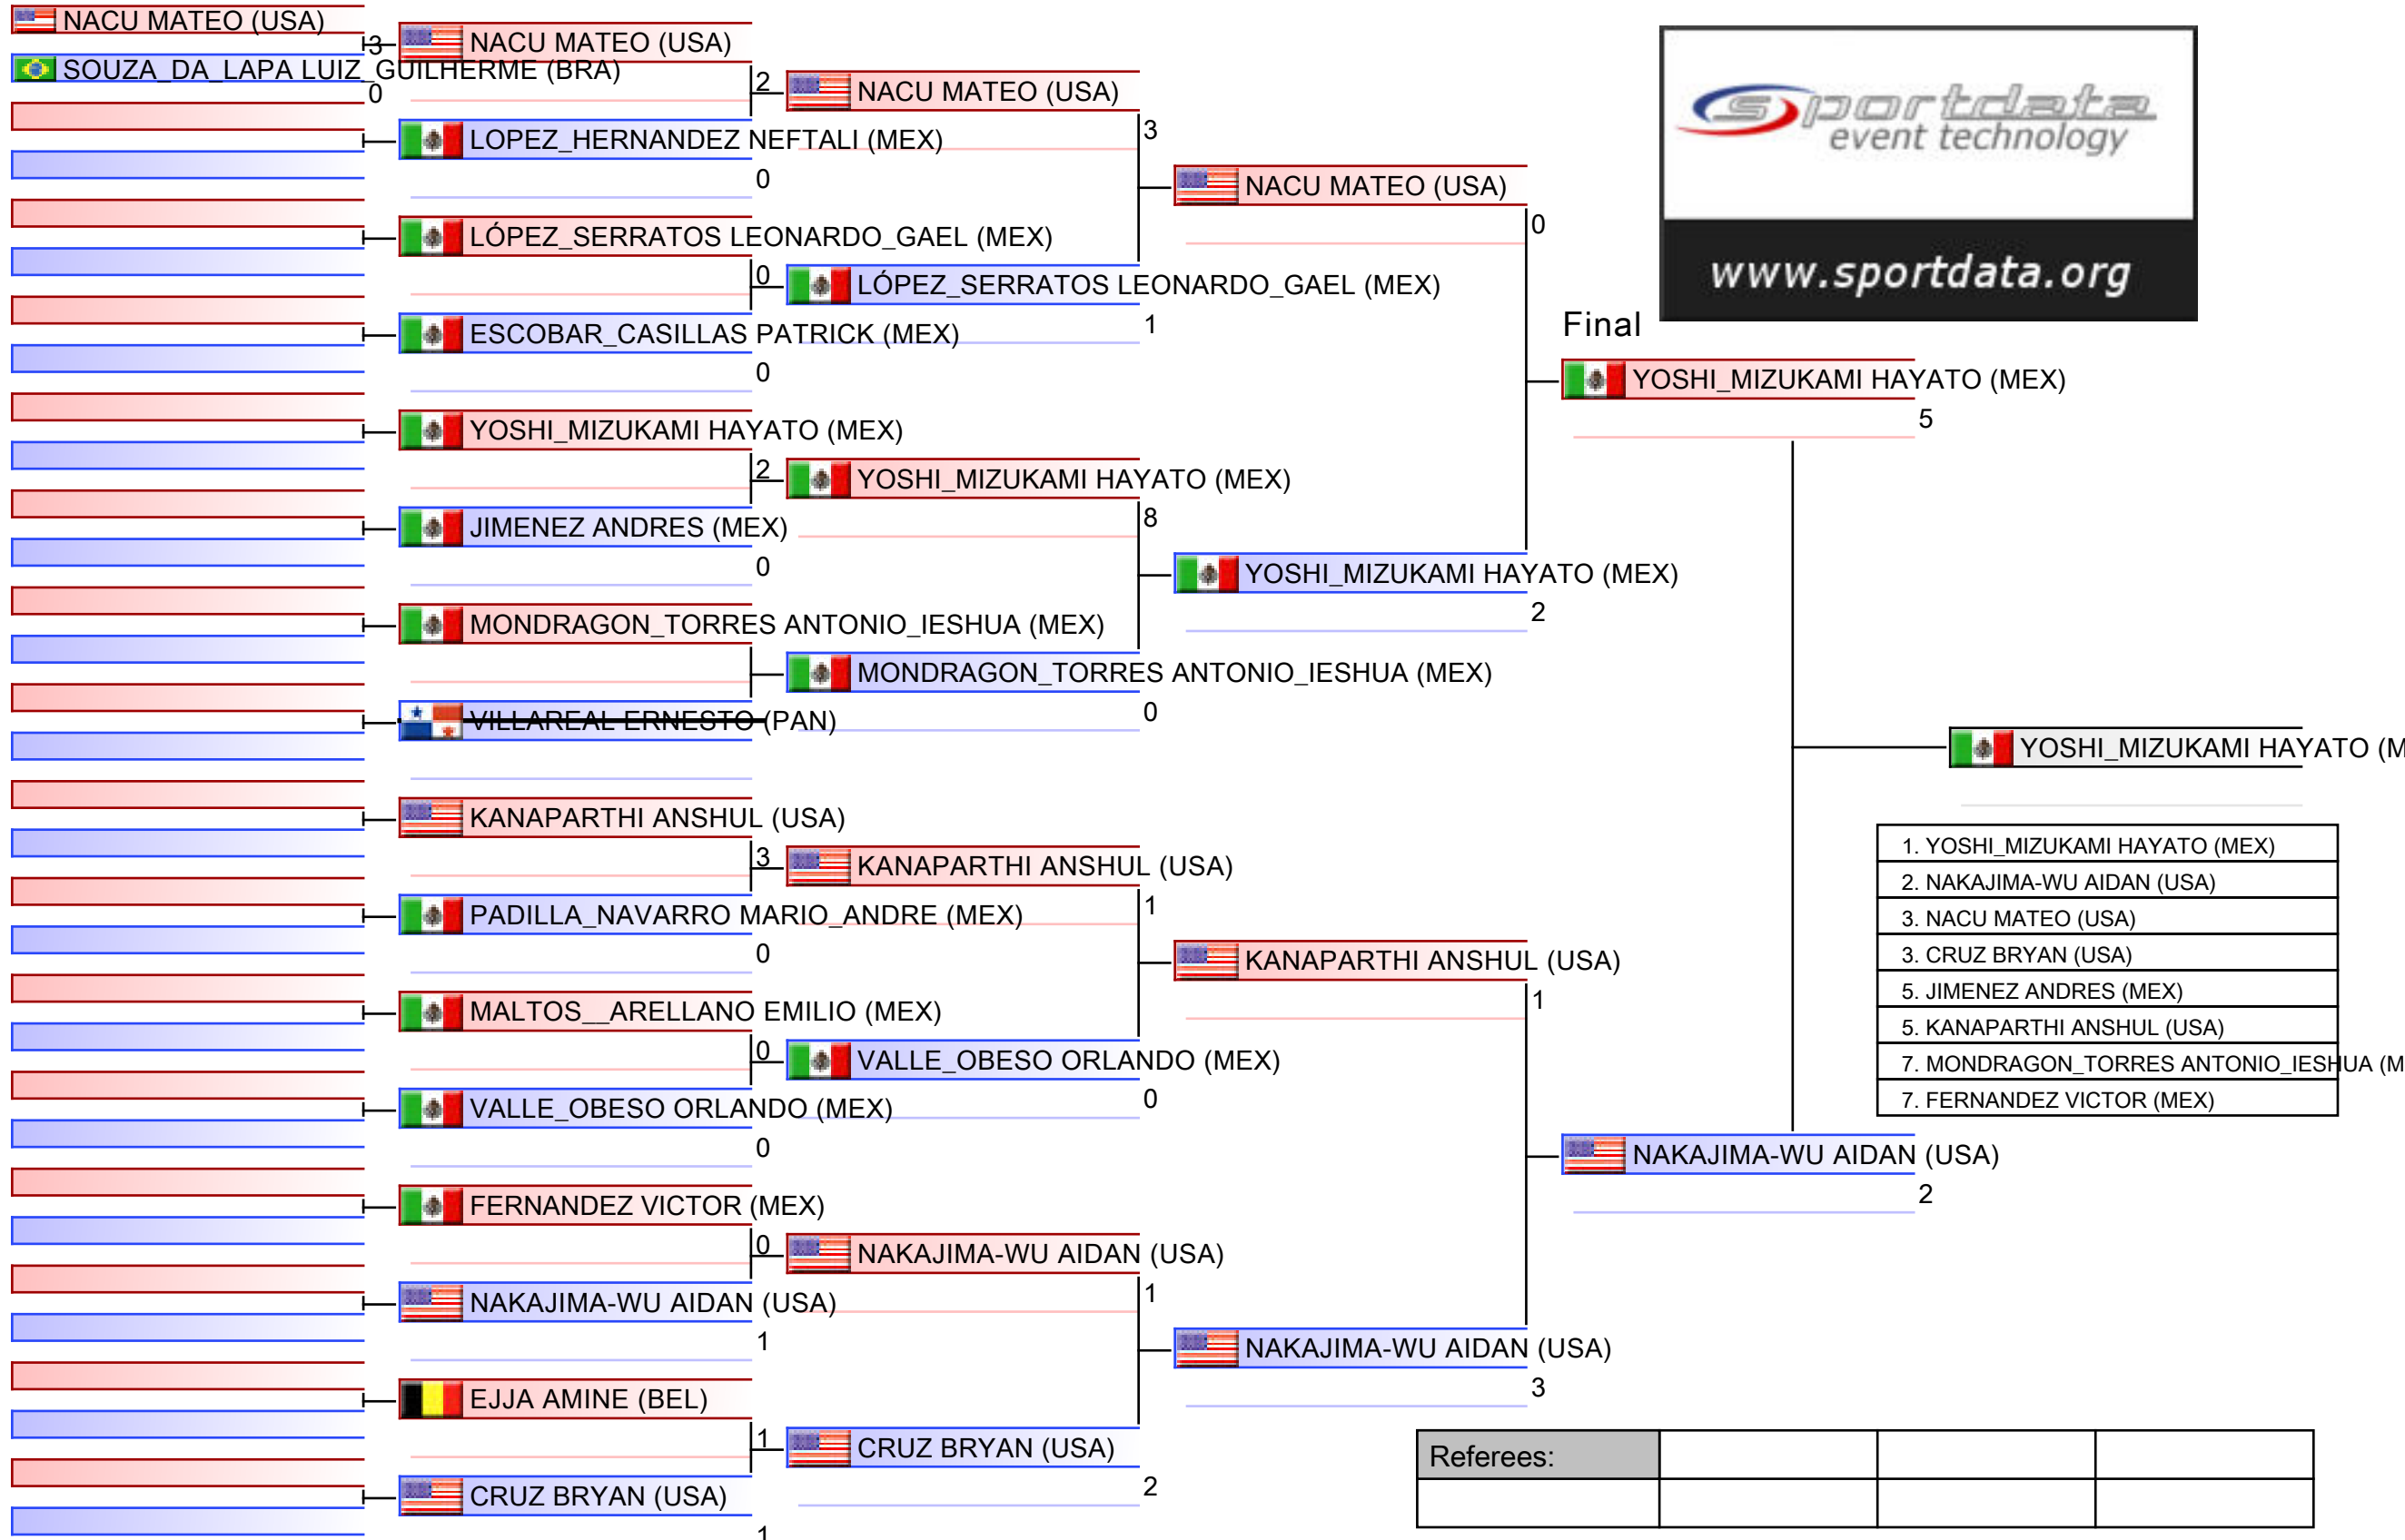 NACU MATEO (USA)
3
SOUZA_DA_LAPA LUIZ_GUILHERME (BRA)
0
NACU MATEO (USA)
2
LOPEZ_HERNANDEZ NEFTALI (MEX)
0
LÓPEZ_SERRATOS LEONARDO_GAEL (MEX)
0
ESCOBAR_CASILLAS PATRICK (MEX)
0
YOSHI_MIZUKAMI HAYATO (MEX)
2
JIMENEZ ANDRES (MEX)
0
MONDRAGON_TORRES ANTONIO_IESHUA (MEX)
VILLAREAL ERNESTO (PAN)
KANAPARTHI ANSHUL (USA)
3
PADILLA_NAVARRO MARIO_ANDRE (MEX)
0
MALTOS__ARELLANO EMILIO (MEX)
0
VALLE_OBESO ORLANDO (MEX)
0
FERNANDEZ VICTOR (MEX)
0
NAKAJIMA-WU AIDAN (USA)
1
EJJA AMINE (BEL)
1
CRUZ BRYAN (USA)
1
NACU MATEO (USA)
3
LÓPEZ_SERRATOS LEONARDO_GAEL (MEX)
1
YOSHI_MIZUKAMI HAYATO (MEX)
8
MONDRAGON_TORRES ANTONIO_IESHUA (MEX)
0
KANAPARTHI ANSHUL (USA)
1
VALLE_OBESO ORLANDO (MEX)
0
NAKAJIMA-WU AIDAN (USA)
1
CRUZ BRYAN (USA)
2
NACU MATEO (USA)
0
YOSHI_MIZUKAMI HAYATO (MEX)
2
KANAPARTHI ANSHUL (USA)
1
NAKAJIMA-WU AIDAN (USA)
3
Final
YOSHI_MIZUKAMI HAYATO (MEX)
5
NAKAJIMA-WU AIDAN (USA)
2
YOSHI_MIZUKAMI HAYATO (M
sportdata
event technology
www.sportdata.org
1. YOSHI_MIZUKAMI HAYATO (MEX)
2. NAKAJIMA-WU AIDAN (USA)
3. NACU MATEO (USA)
3. CRUZ BRYAN (USA)
5. JIMENEZ ANDRES (MEX)
5. KANAPARTHI ANSHUL (USA)
7. MONDRAGON_TORRES ANTONIO_IESHUA (M
7. FERNANDEZ VICTOR (MEX)
Referees: